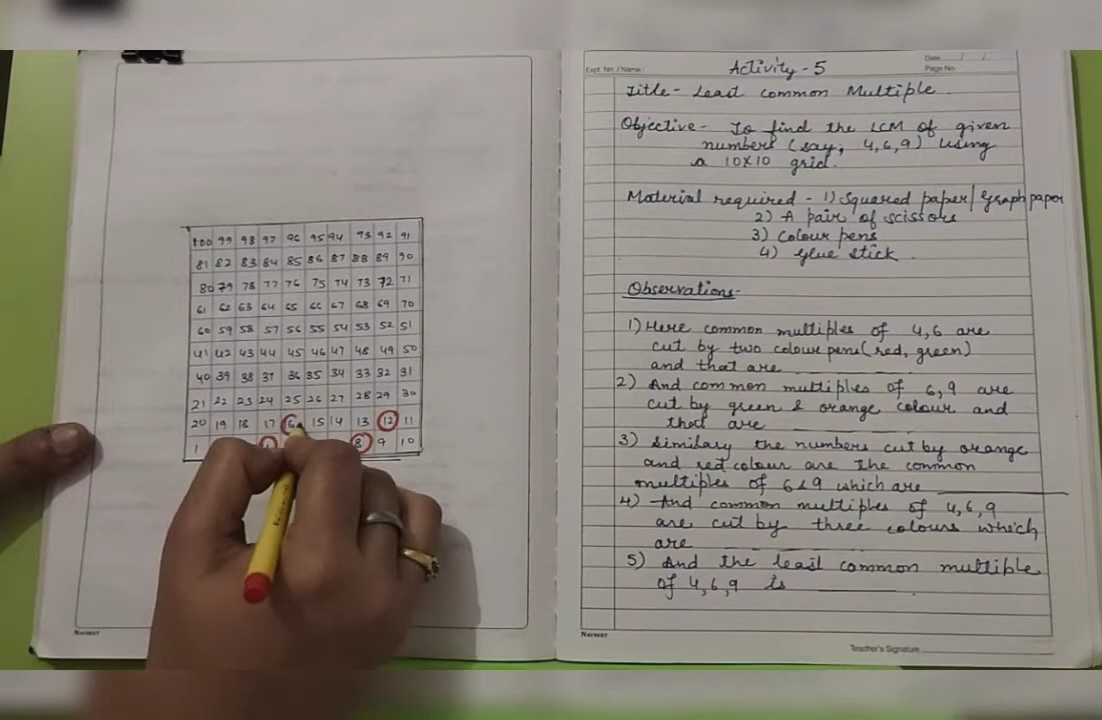 100 99 98 97 96 95 94 93 92 91
81 82 83 84 85 86 87 88 89 90
80 79 78 77 76 75 74 73 72 71
61 62 63 64 65 66 67 68 69 70
60 59 58 57 56 55 54 53 52 51
41 42 43 44 45 46 47 48 49 50
40 39 38 37 36 35 34 33 32 31
21 22 23 24 25 26 27 28 29 30
20 19 18 17 15 14 13 12 11
1 8 9 10
NAVNEET
Expt. No. / Name
Activity - 5
Date / /
Page No.
Title - Least common Multiple
Objective - To find the LCM of given
numbers (say, 4,6,9) using
a 10x10 grid.
Material required - 1) Squared paper/Graph paper
2) A pair of scissors
3) Colour pens
4) Glue stick.
Observations -
1) Here common multiples of 4,6 are
cut by two colour pens (red, green)
and that are
2) And common multiples of 6,9 are
cut by green & orange colour and
that are
3) Similary the numbers cut by orange
and red colour are the common
multiples of 6 & 9 which are
4) And common multiples of 4,6,9
are cut by three colours which
are
5) And the least common multible
of 4,6,9 is
NAVNEET
Teacher's Signature